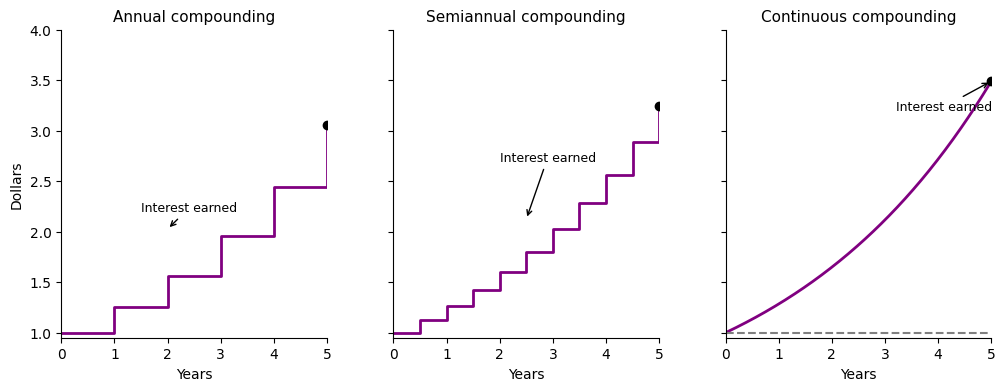 Annual compounding
Semiannual compounding
Continuous compounding
Dollars
4.0
3.5
3.0
2.5
2.0
1.5
1.0
Interest earned
Interest earned
Interest earned
0 1 2 3 4 5
0 1 2 3 4 5
0 1 2 3 4 5
Years
Years
Years